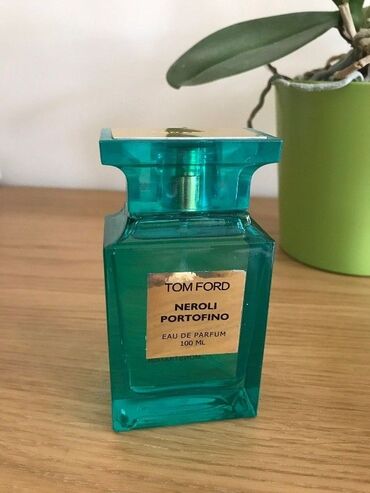 TOM FORD
NEROLI
PORTOFINO
EAU DE PARFUM
100 ML